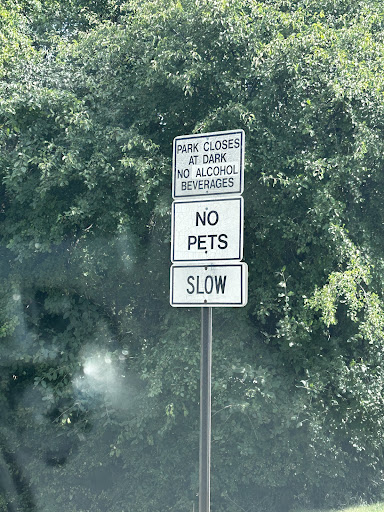 PARK CLOSES
AT DARK
NO ALCOHOL
BEVERAGES
NO
PETS
SLOW